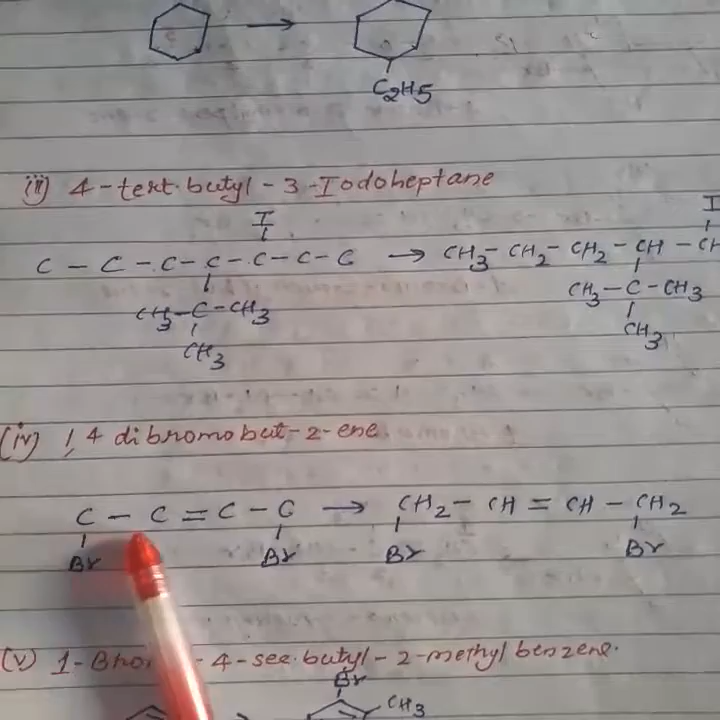 C2H5
(iii) 4-tert.butyl-3-Iodoheptane
I I
C - C - C - C - C - C - C → CH3 - CH2 - CH2 - CH - CH
CH3 - C - CH3 CH3 - C - CH3
CH3 CH3
(iv) 1,4 dibromobut-2-ene.
C - C = C - C → CH2 - CH = CH - CH2
Br Br Br Br
(v) 1-Bro - 4-sec.butyl-2-methyl benzene.
Br
CH3